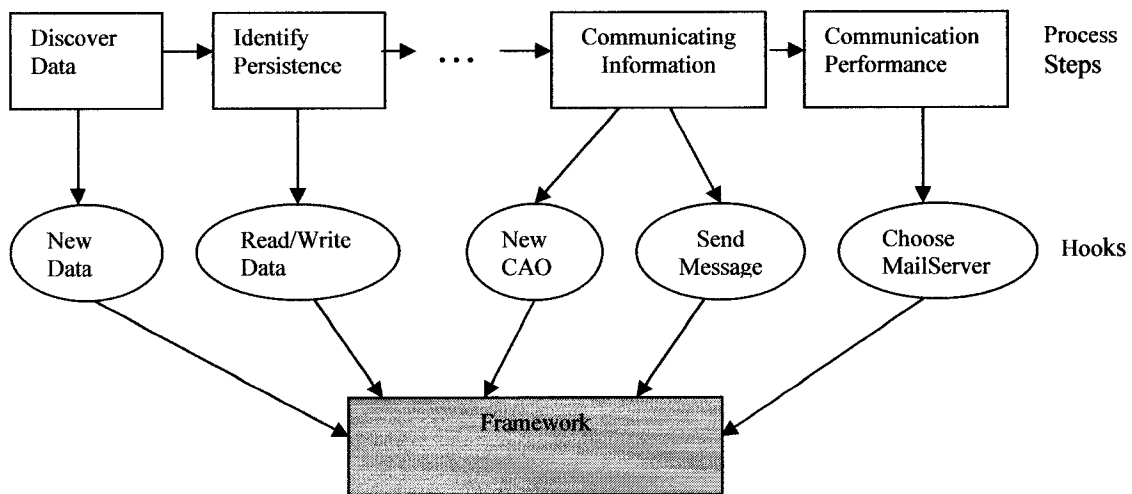 Discover
Data
Identify
Persistence
...
Communicating
Information
Communication
Performance
Process
Steps
New
Data
Read/Write
Data
New
CAO
Send
Message
Choose
MailServer
Hooks
Framework